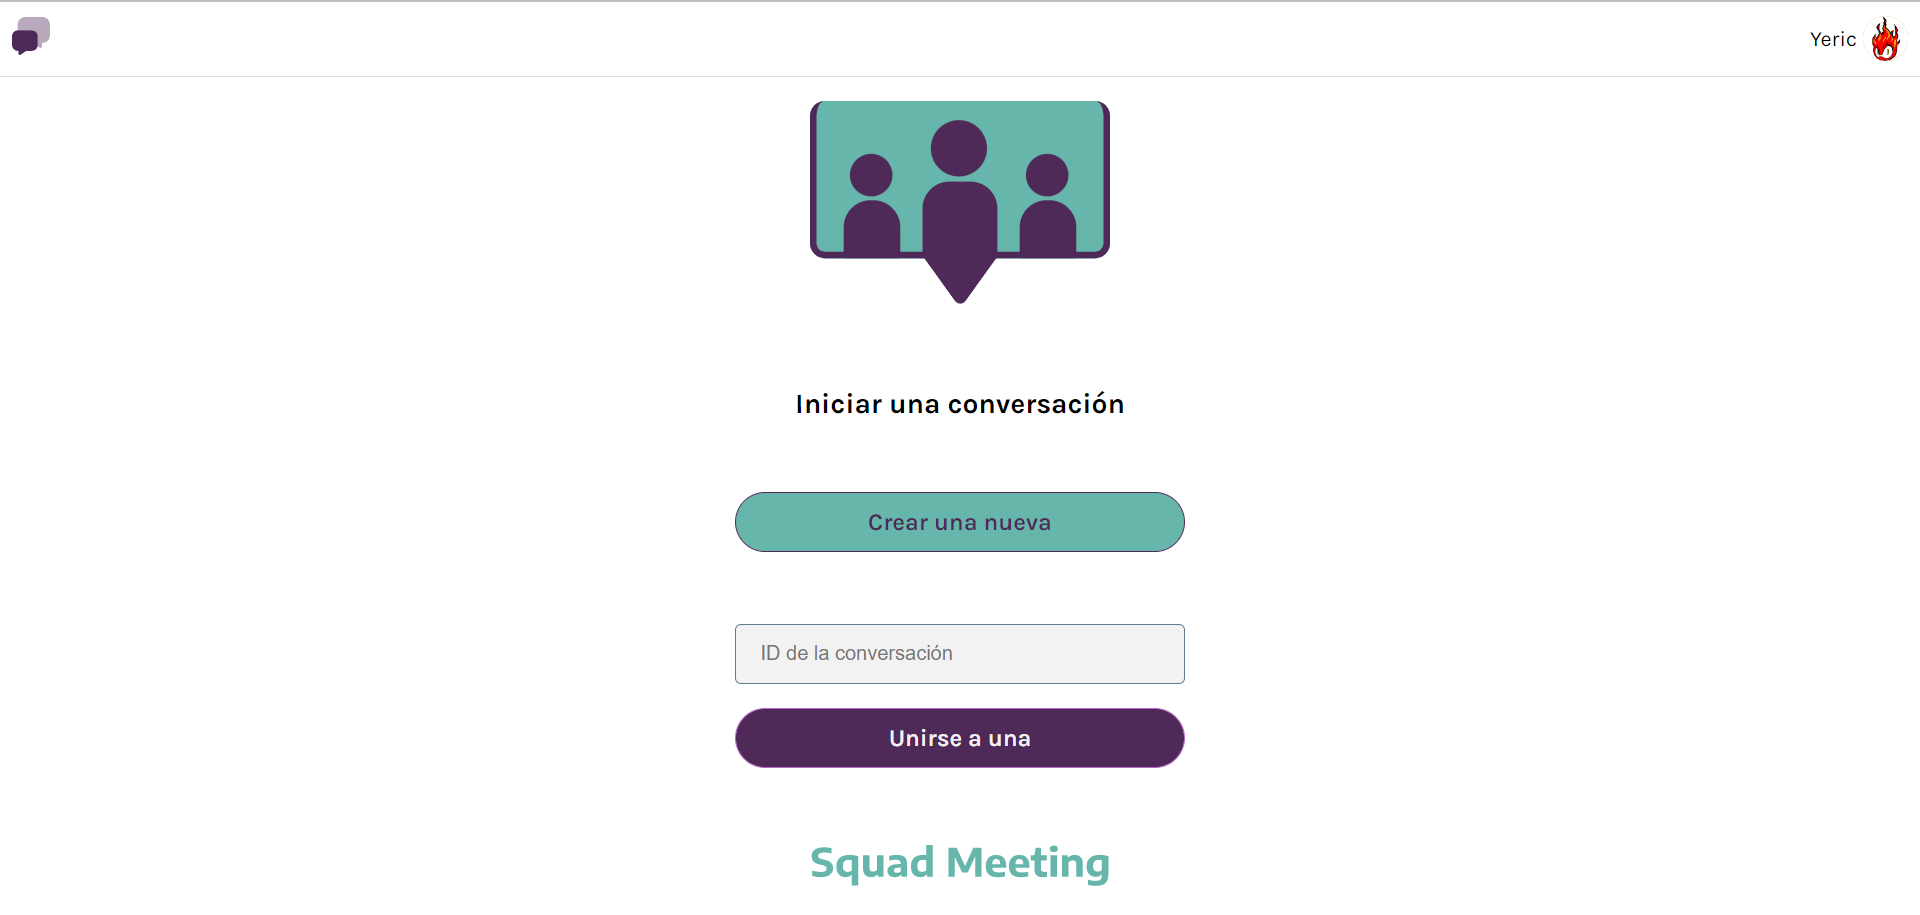 Yeric
Iniciar una conversación
Crear una nueva
ID de la conversación
Unirse a una
Squad Meeting